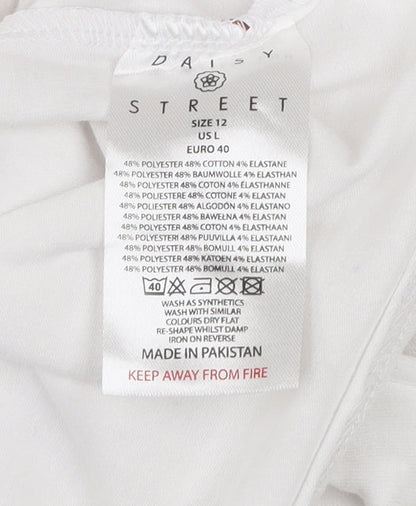 DAISY
STREET
SIZE 12
US L
EURO 40
48% POLYESTER 48% COTTON 4% ELASTANE
48% POLYESTER 48% BAUMWOLLE 4% ELASTHAN
48% POLYESTER 48% COTON 4% ELASTHANNE
48% POLIESTERE 48% COTONE 4% ELASTAN
48% POLIÉSTER 48% ALGODÓN 4% ELASTANO
48% POLYESTER 48% BAWEŁNA 4% ELASTAN
48% POLYESTER 48% COTONE 4% ELASTHAAN
48% POLYESTERI 48% PUUVILLA 4% ELASTAANI
48% POLYESTER 48% BOMULL 4% ELASTAN
48% POLYESTER 48% KATOEN 4% ELASTHAN
48% POLYESTER 48% BOMULL 4% ELASTAN
40
WASH AS SYNTHETICS
WASH WITH SIMILAR
COLOURS DRY FLAT
RE-SHAPE WHILST DAMP
IRON ON REVERSE
MADE IN PAKISTAN
KEEP AWAY FROM FIRE